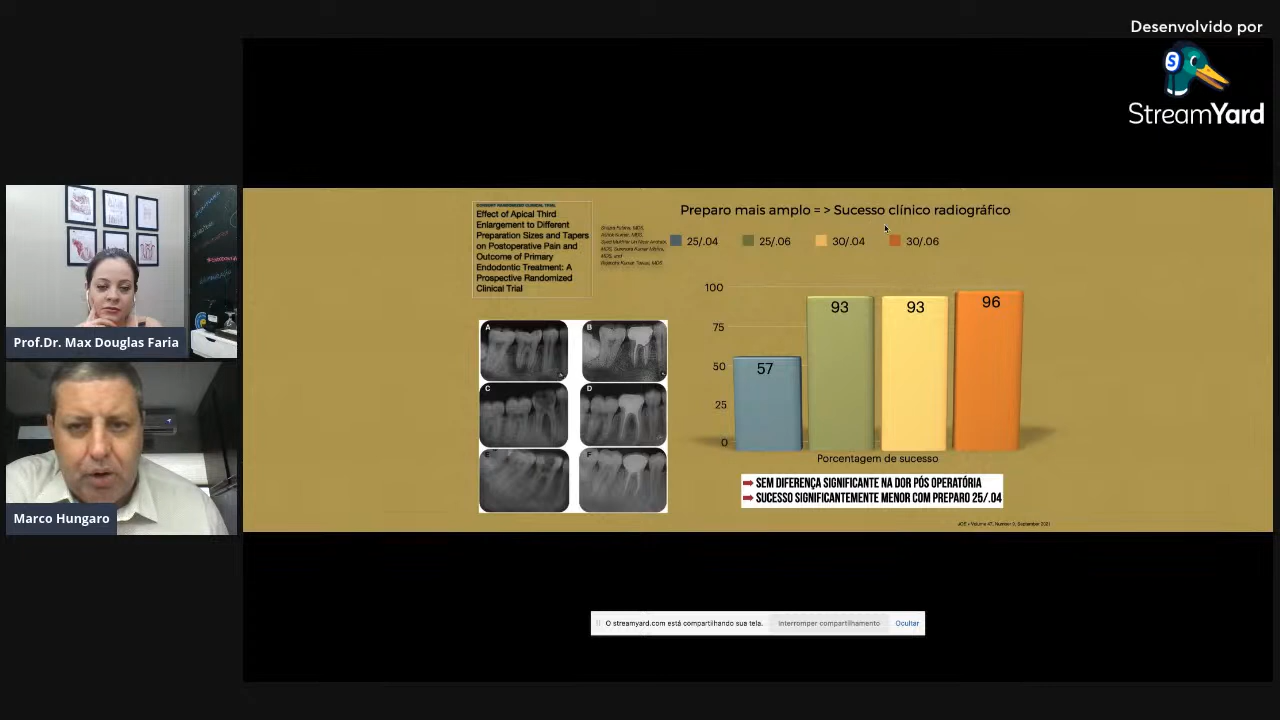 Desenvolvido por
StreamYard
Prof.Dr. Max Douglas Faria
Marco Hungaro
Effect of Apical Third
Enlargement to Different
Preparation Sizes and Tapers
on Postoperative Pain and
Outcome of Primary
Endodontic Treatment: A
Prospective Randomized
Clinical Trial
Preparo mais amplo = > Sucesso clínico radiográfico
25/.04
25/.06
30/.04
30/.06
100
75
50
25
0
57
93
93
96
Porcentagem de sucesso
A
B
C
D
E
F
SEM DIFERENÇA SIGNIFICANTE NA DOR PÓS OPERATÓRIA
SUCESSO SIGNIFICANTEMENTE MENOR COM PREPARO 25/.04
O streamyard.com está compartilhando sua tela.
Interromper compartilhamento
Ocultar